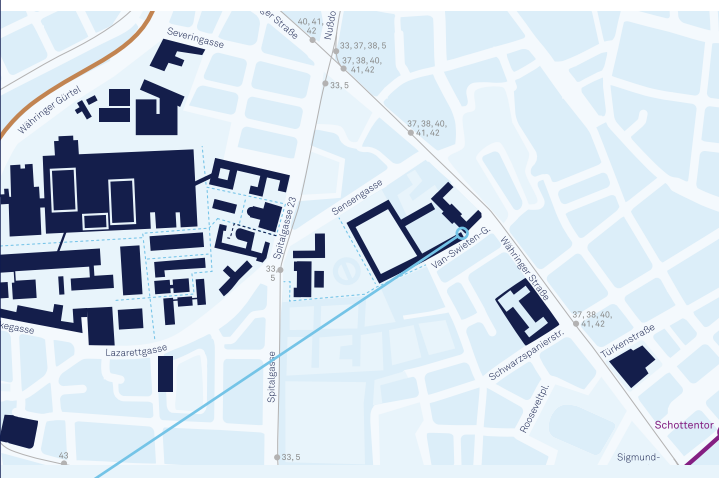 ger Straße
40, 41,
42
Nußdo
Severingasse
33, 37, 38, 5
37, 38, 40,
41, 42
33, 5
Währinger Gürtel
37, 38, 40,
41, 42
Sensengasse
Spitalgasse 23
Van-Swieten-G.
Währinger Straße
33,
5
37, 38, 40,
41, 42
kegasse
Lazarettgasse
Türkenstraße
Schwarzspanierstr.
Spitalgasse
Rooseveltpl.
Schottentor
43
33, 5
Sigmund-